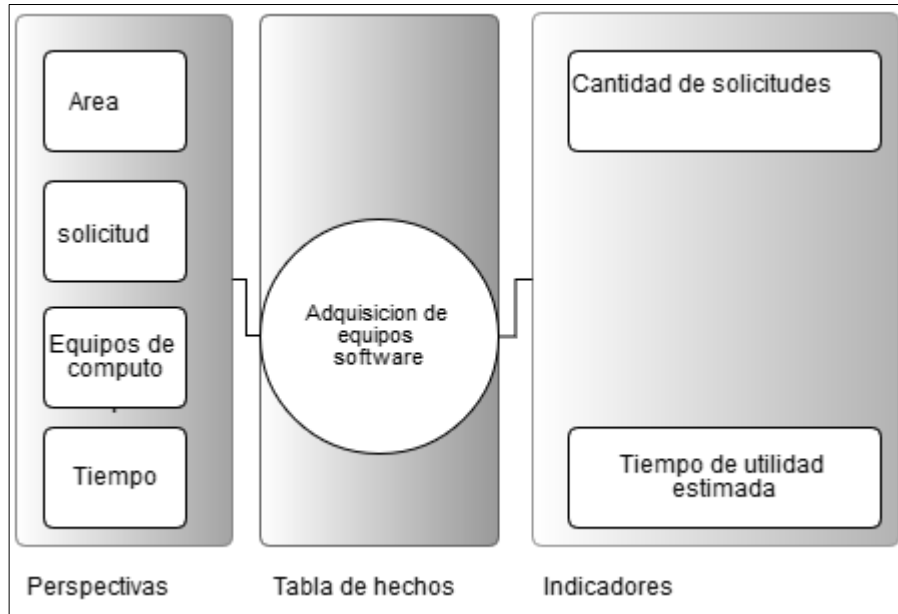 Area
solicitud
Equipos de
computo
Tiempo
Perspectivas
Adquisicion de
equipos
software
Tabla de hechos
Cantidad de solicitudes
Tiempo de utilidad
estimada
Indicadores